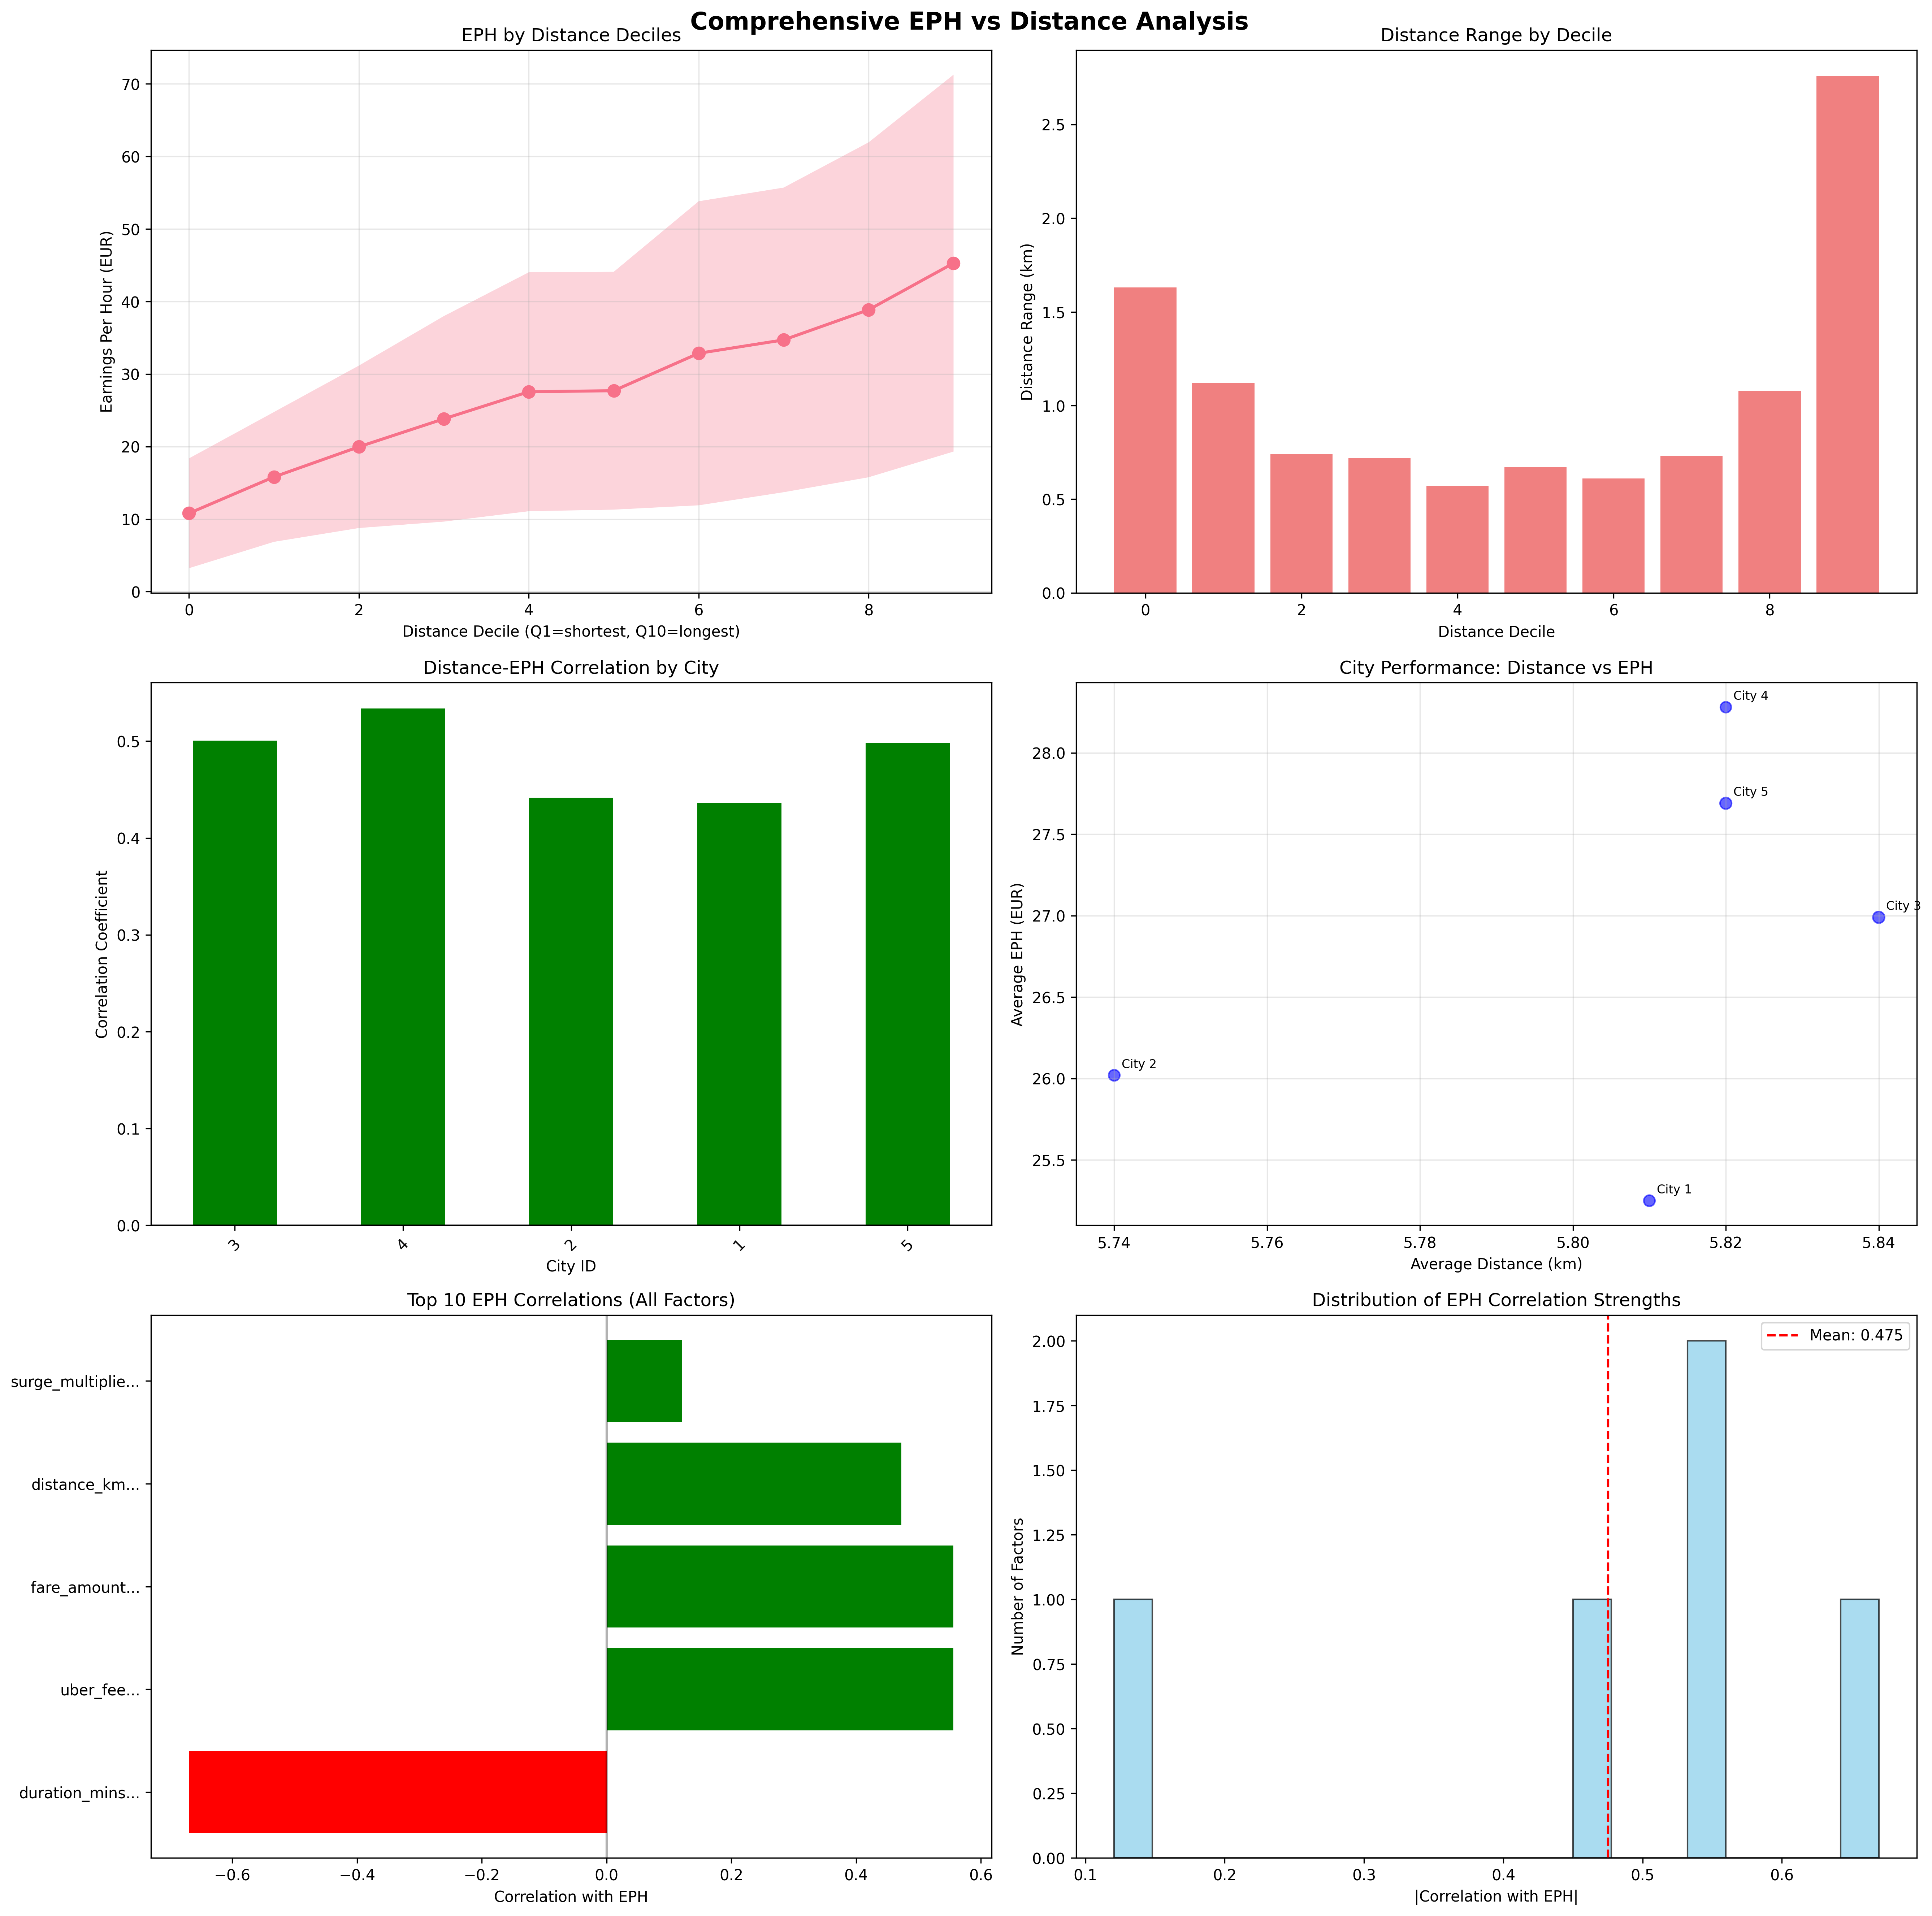 Comprehensive EPH vs Distance Analysis
EPH by Distance Deciles
70
60
50
40
30
20
10
0
Earnings Per Hour (EUR)
0 2 4 6 8
Distance Decile (Q1=shortest, Q10=longest)
Distance Range by Decile
2.5
2.0
1.5
1.0
0.5
0.0
Distance Range (km)
0 2 4 6 8
Distance Decile
Distance-EPH Correlation by City
0.5
0.4
0.3
0.2
0.1
0.0
Correlation Coefficient
3 4 2 1 5
City ID
City Performance: Distance vs EPH
28.0
27.5
27.0
26.5
26.0
25.5
Average EPH (EUR)
City 4
City 5
City 3
City 2
City 1
5.74 5.76 5.78 5.80 5.82 5.84
Average Distance (km)
Top 10 EPH Correlations (All Factors)
surge_multiplie...
distance_km...
fare_amount...
uber_fee...
duration_mins...
−0.6 −0.4 −0.2 0.0 0.2 0.4 0.6
Correlation with EPH
Distribution of EPH Correlation Strengths
Mean: 0.475
2.00
1.75
1.50
1.25
1.00
0.75
0.50
0.25
0.00
Number of Factors
0.1 0.2 0.3 0.4 0.5 0.6
|Correlation with EPH|